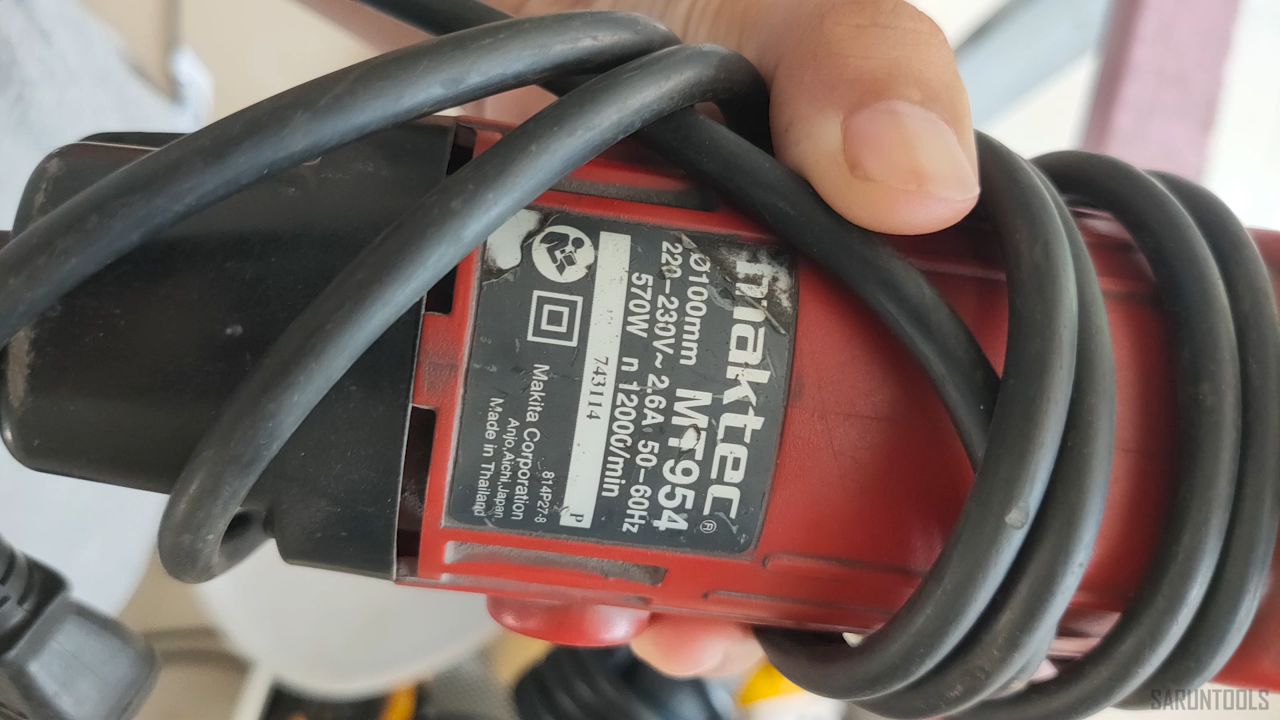 maktec®
Ø100mm MT954
220–230V~ 2.6A 50–60Hz
570W n 12000/min
743114 P
814P27-8
Makita Corporation
Anjo,Aichi,Japan
Made in Thailand
SARUNTOOLS